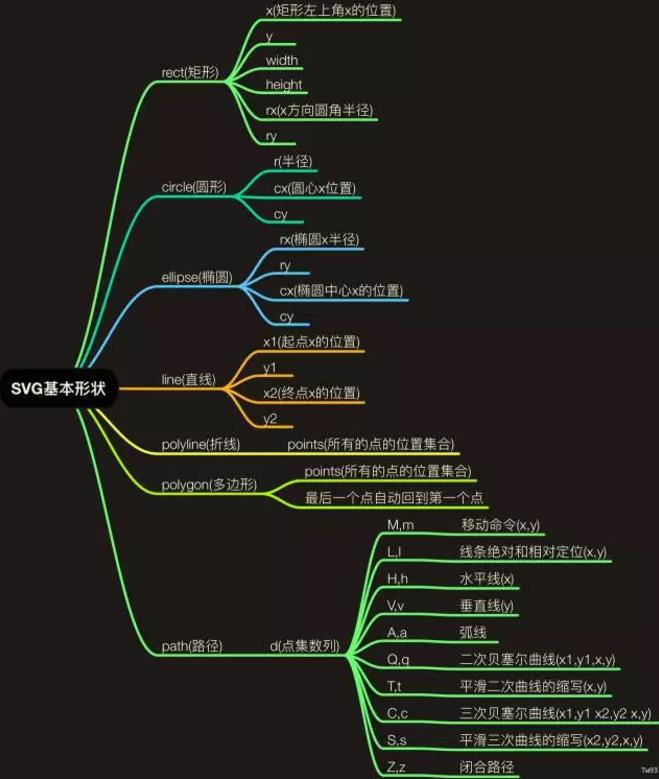 SVG基本形状
rect(矩形)
x(矩形左上角x的位置)
y
width
height
rx(x方向圆角半径)
ry
circle(圆形)
r(半径)
cx(圆心x位置)
cy
ellipse(椭圆)
rx(椭圆x半径)
ry
cx(椭圆中心x的位置)
cy
line(直线)
x1(起点x的位置)
y1
x2(终点x的位置)
y2
polyline(折线) points(所有的点的位置集合)
polygon(多边形)
points(所有的点的位置集合)
最后一个点自动回到第一个点
path(路径) d(点集数列)
M,m 移动命令(x,y)
L,l 线条绝对和相对定位(x,y)
H,h 水平线(x)
V,v 垂直线(y)
A,a 弧线
Q,q 二次贝塞尔曲线(x1,y1,x,y)
T,t 平滑二次曲线的缩写(x,y)
C,c 三次贝塞尔曲线(x1,y1 x2,y2 x,y)
S,s 平滑三次曲线的缩写(x2,y2,x,y)
Z,z 闭合路径
Tw93